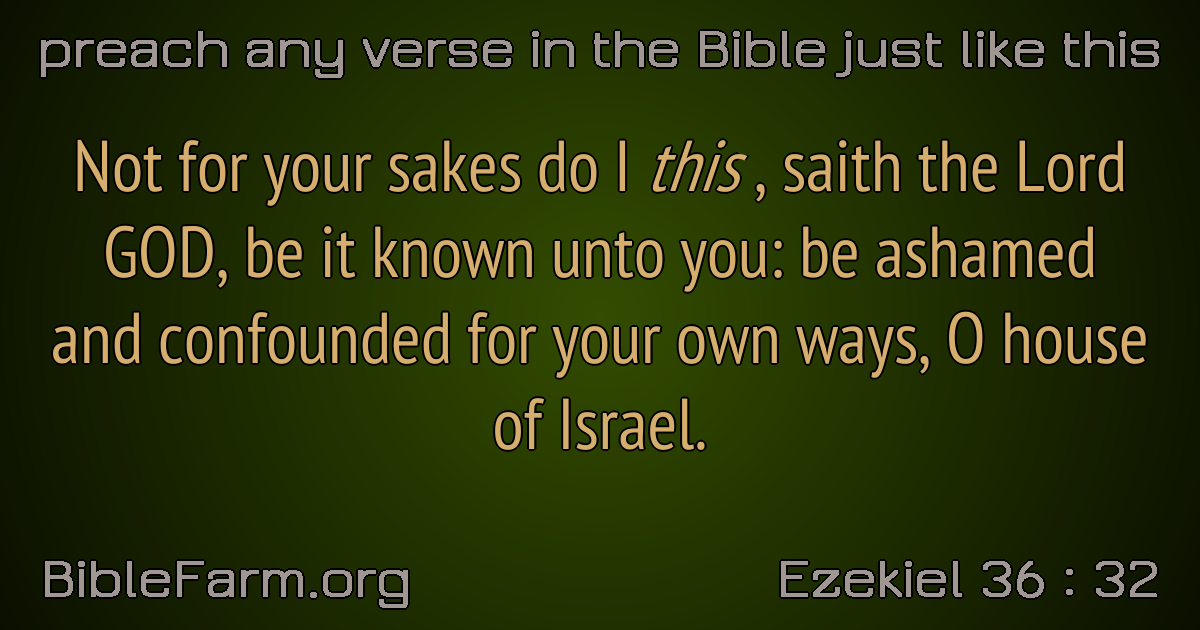 preach any verse in the Bible just like this
Not for your sakes do I this , saith the Lord
GOD, be it known unto you: be ashamed
and confounded for your own ways, O house
of Israel.
BibleFarm.org
Ezekiel 36 : 32